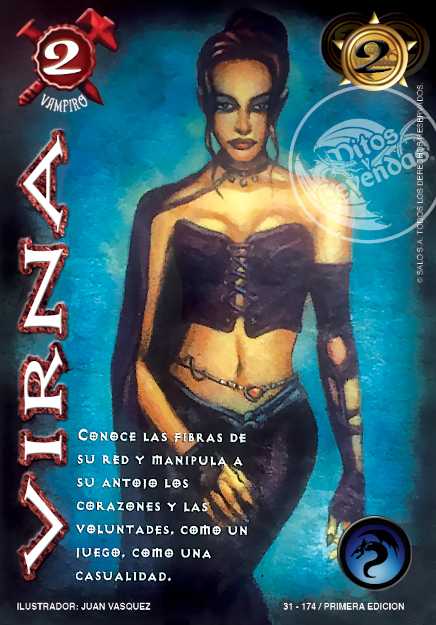 2
VAMPIRO
2
Mitos y
Leyendas
© SALO S.A. TODOS LOS DERECHOS RESERVADOS.
VIRNA
CONOCE LAS FIBRAS DE
SU RED Y MANIPULA A
SU ANTOJO LOS
CORAZONES Y LAS
VOLUNTADES, COMO UN
JUEGO, COMO UNA
CASUALIDAD.
ILUSTRADOR: JUAN VASQUEZ
31 - 174 / PRIMERA EDICION